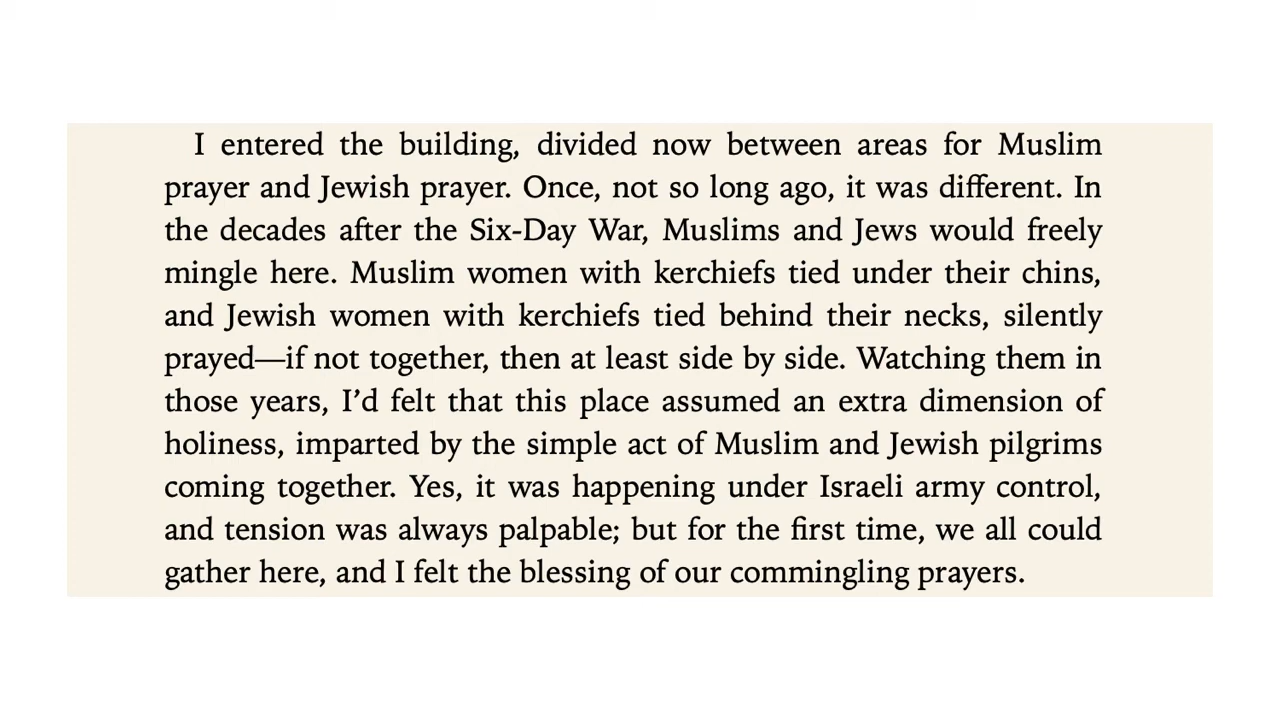 I entered the building, divided now between areas for Muslim
prayer and Jewish prayer. Once, not so long ago, it was different. In
the decades after the Six-Day War, Muslims and Jews would freely
mingle here. Muslim women with kerchiefs tied under their chins,
and Jewish women with kerchiefs tied behind their necks, silently
prayed—if not together, then at least side by side. Watching them in
those years, I’d felt that this place assumed an extra dimension of
holiness, imparted by the simple act of Muslim and Jewish pilgrims
coming together. Yes, it was happening under Israeli army control,
and tension was always palpable; but for the first time, we all could
gather here, and I felt the blessing of our commingling prayers.